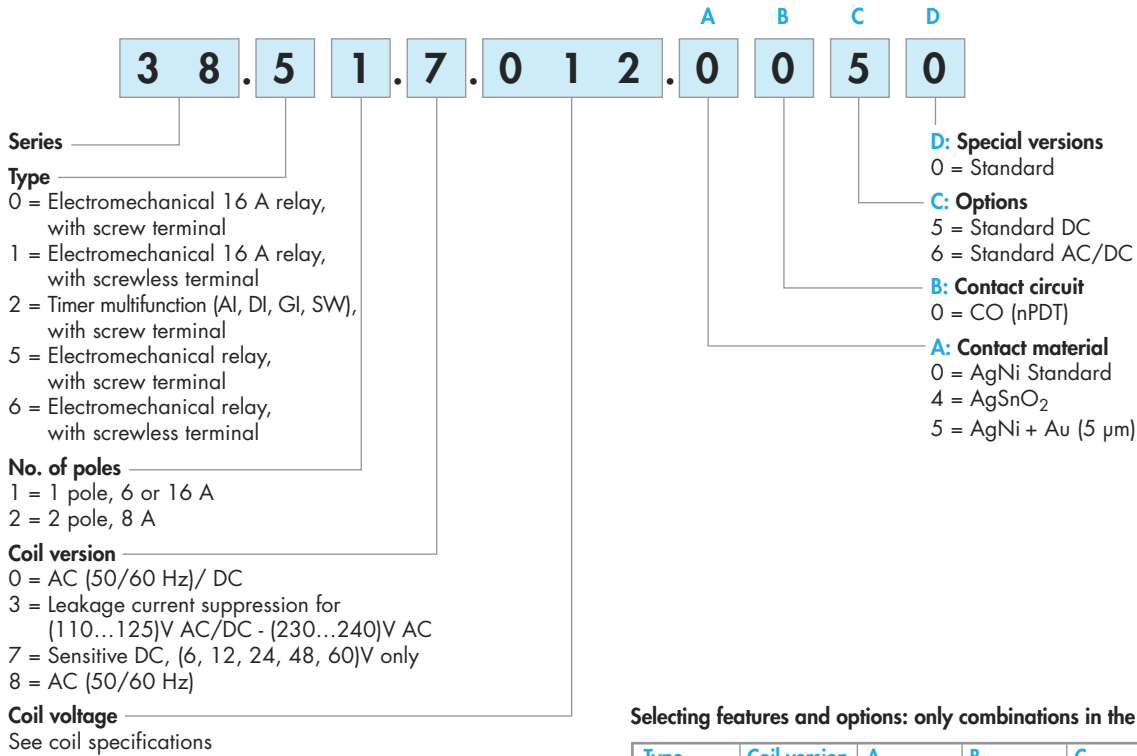 A B C D
3 8 . 5 1 . 7 . 0 1 2 . 0 0 5 0
Series
Type
0 = Electromechanical 16 A relay,
with screw terminal
1 = Electromechanical 16 A relay,
with screwless terminal
2 = Timer multifunction (AI, DI, GI, SW),
with screw terminal
5 = Electromechanical relay,
with screw terminal
6 = Electromechanical relay,
with screwless terminal
No. of poles
1 = 1 pole, 6 or 16 A
2 = 2 pole, 8 A
Coil version
0 = AC (50/60 Hz)/ DC
3 = Leakage current suppression for
(110...125)V AC/DC - (230...240)V AC
7 = Sensitive DC, (6, 12, 24, 48, 60)V only
8 = AC (50/60 Hz)
Coil voltage
See coil specifications
D: Special versions
0 = Standard
C: Options
5 = Standard DC
6 = Standard AC/DC
B: Contact circuit
0 = CO (nPDT)
A: Contact material
0 = AgNi Standard
4 = AgSnO₂
5 = AgNi + Au (5 µm)
Selecting features and options: only combinations in the
Type Coil version A B C